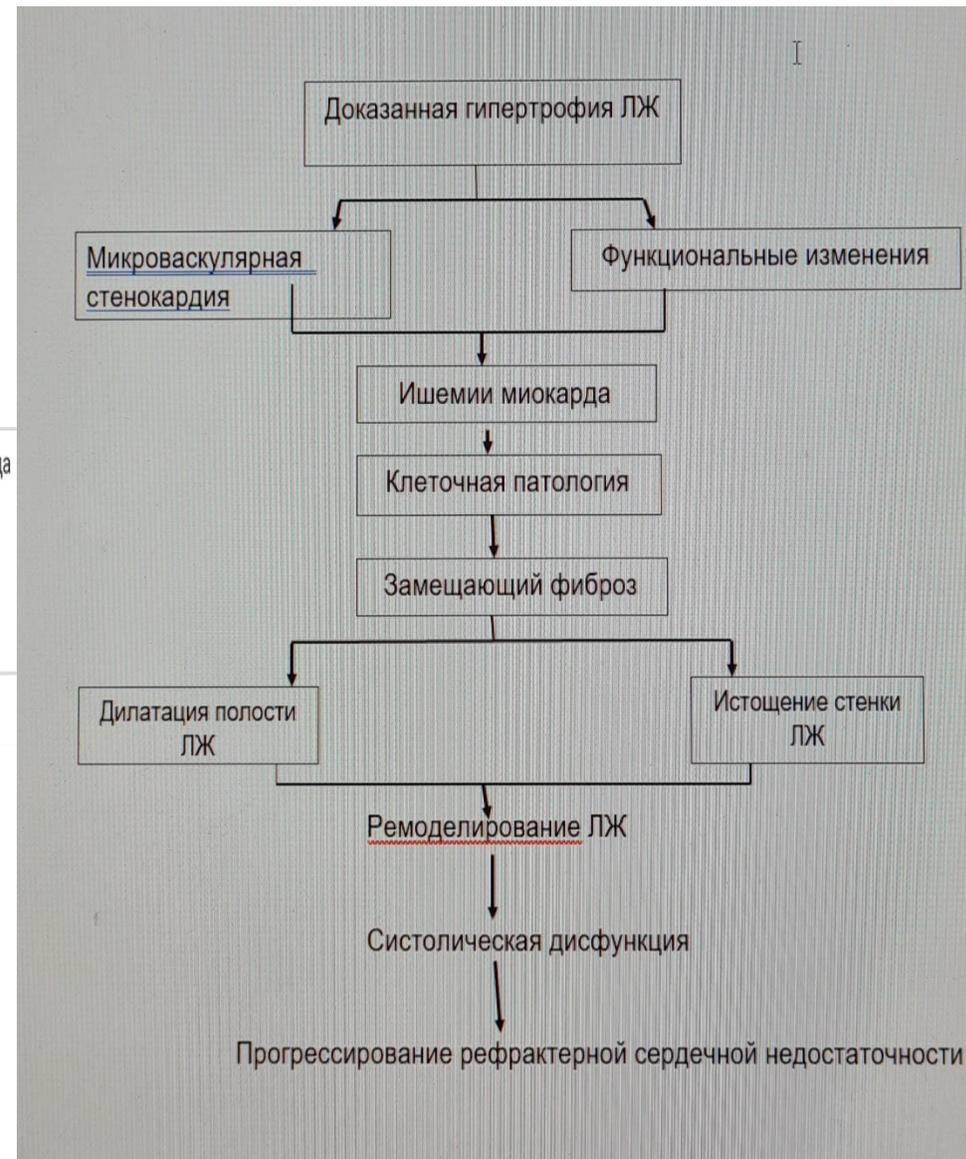 Доказанная гипертрофия ЛЖ
Микроваскулярная
стенокардия
Функциональные изменения
Ишемии миокарда
Клеточная патология
Замещающий фиброз
Дилатация полости
ЛЖ
Истощение стенки
ЛЖ
Ремоделирование ЛЖ
Систолическая дисфункция
Прогрессирование рефрактерной сердечной недостаточности